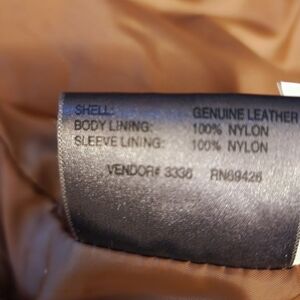 SHELL: GENUINE LEATHER
BODY LINING: 100% NYLON
SLEEVE LINING: 100% NYLON
VENDOR# 3336 RN69426